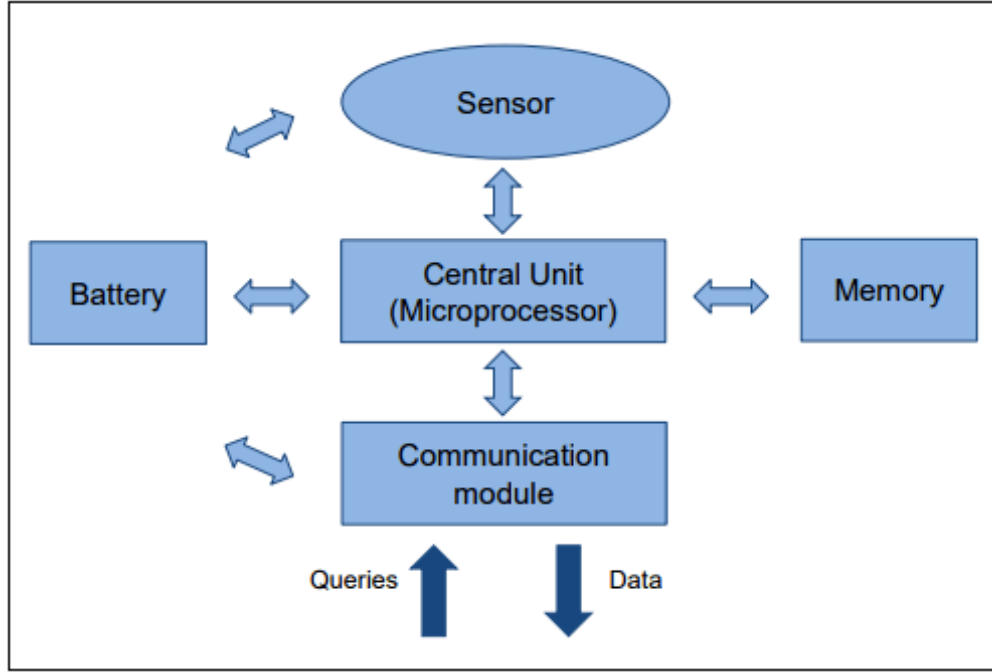 Sensor
Battery
Central Unit
(Microprocessor)
Memory
Communication
module
Queries
Data